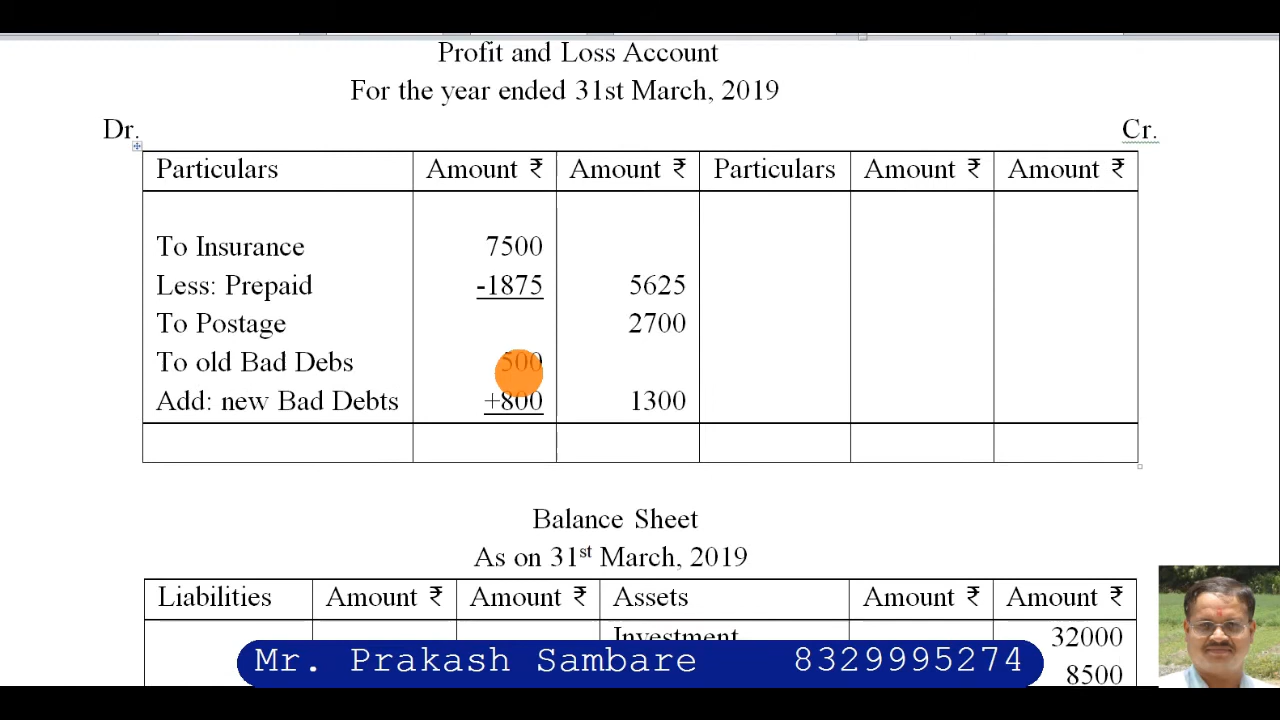 Profit and Loss Account
For the year ended 31st March, 2019
Dr. Cr.
Particulars Amount ₹ Amount ₹ Particulars Amount ₹ Amount ₹
To Insurance 7500
Less: Prepaid -1875 5625
To Postage 2700
To old Bad Debs 500
Add: new Bad Debts +800 1300
Balance Sheet
As on 31st March, 2019
Liabilities Amount ₹ Amount ₹ Assets Amount ₹ Amount ₹
Investment 32000
8500
Mr. Prakash Sambare 8329995274